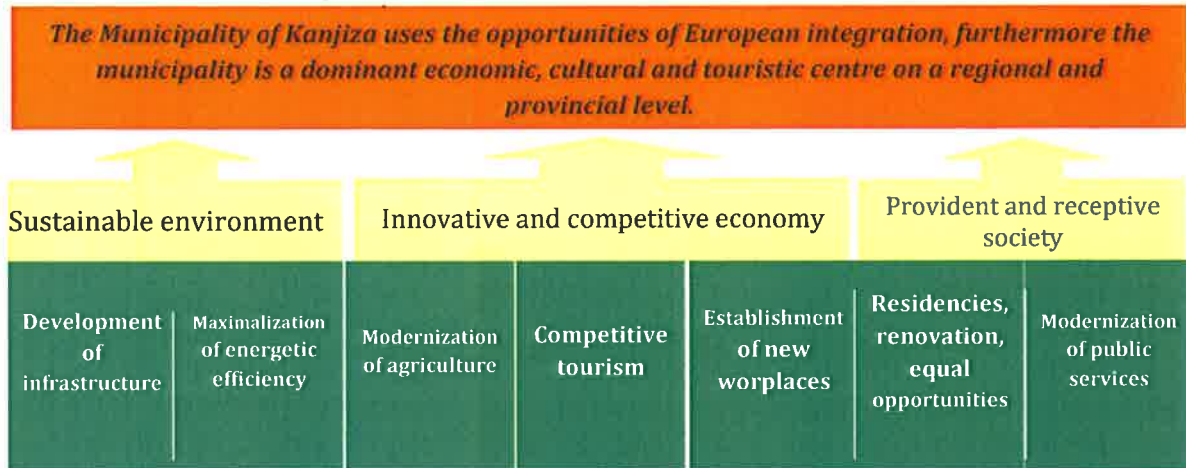 The Municipality of Kanjiza uses the opportunities of European integration, furthermore the
municipality is a dominant economic, cultural and touristic centre on a regional and
provincial level.
Sustainable environment
Innovative and competitive economy
Provident and receptive
society
Development
of
infrastructure
Maximalization
of energetic
efficiency
Modernization
of agriculture
Competitive
tourism
Establishment
of new
worplaces
Residencies,
renovation,
equal
opportunities
Modernization
of public
services